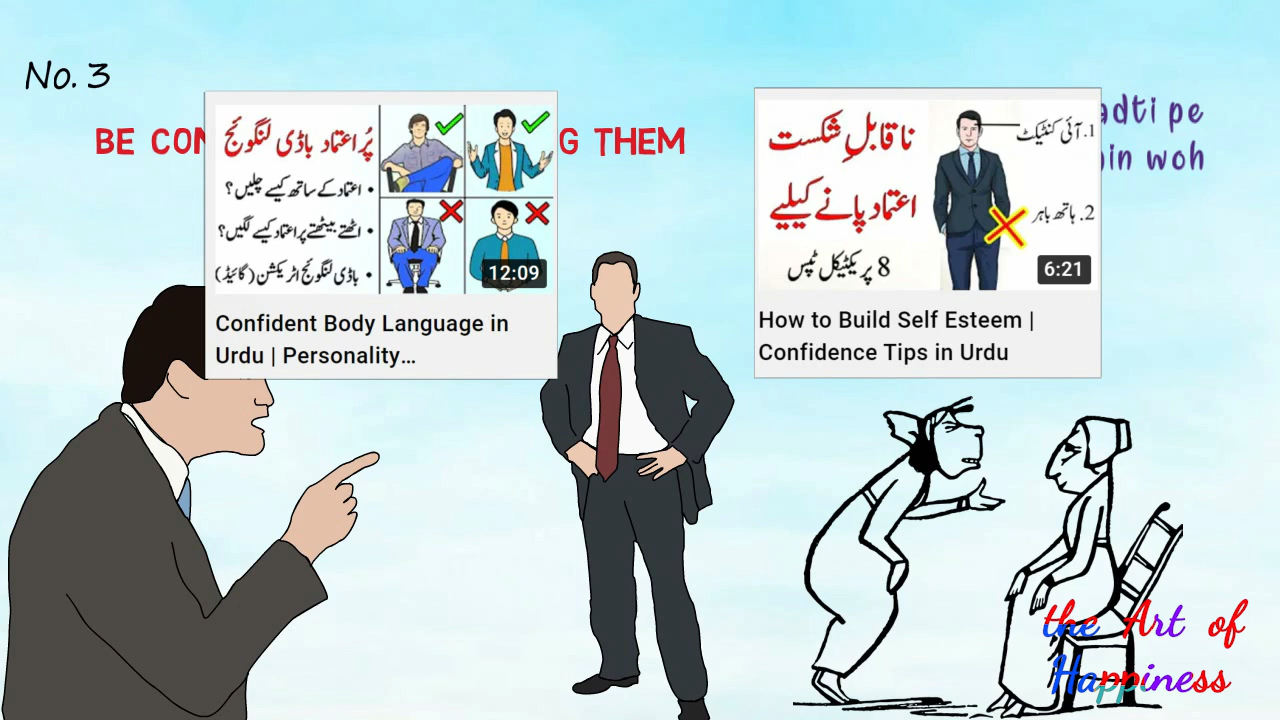 No. 3
BE CON
G THEM
adti pe
in woh
پُر اعتماد باڈی لنگوئج
• اعتماد کے ساتھ کیسے چلیں؟
• اٹھتے بیٹھتے پر اعتماد کیسے لگیں؟
• باڈی لنگوئج اٹریکشن (گائیڈ)
12:09
Confident Body Language in
Urdu | Personality...
ناقابلِ شکست
اعتماد پانے کیلیے
8 پریکٹیکل ٹپس
1. آئی کنٹیکٹ
2. ہاتھ باہر
6:21
How to Build Self Esteem |
Confidence Tips in Urdu
the Art of
Happiness